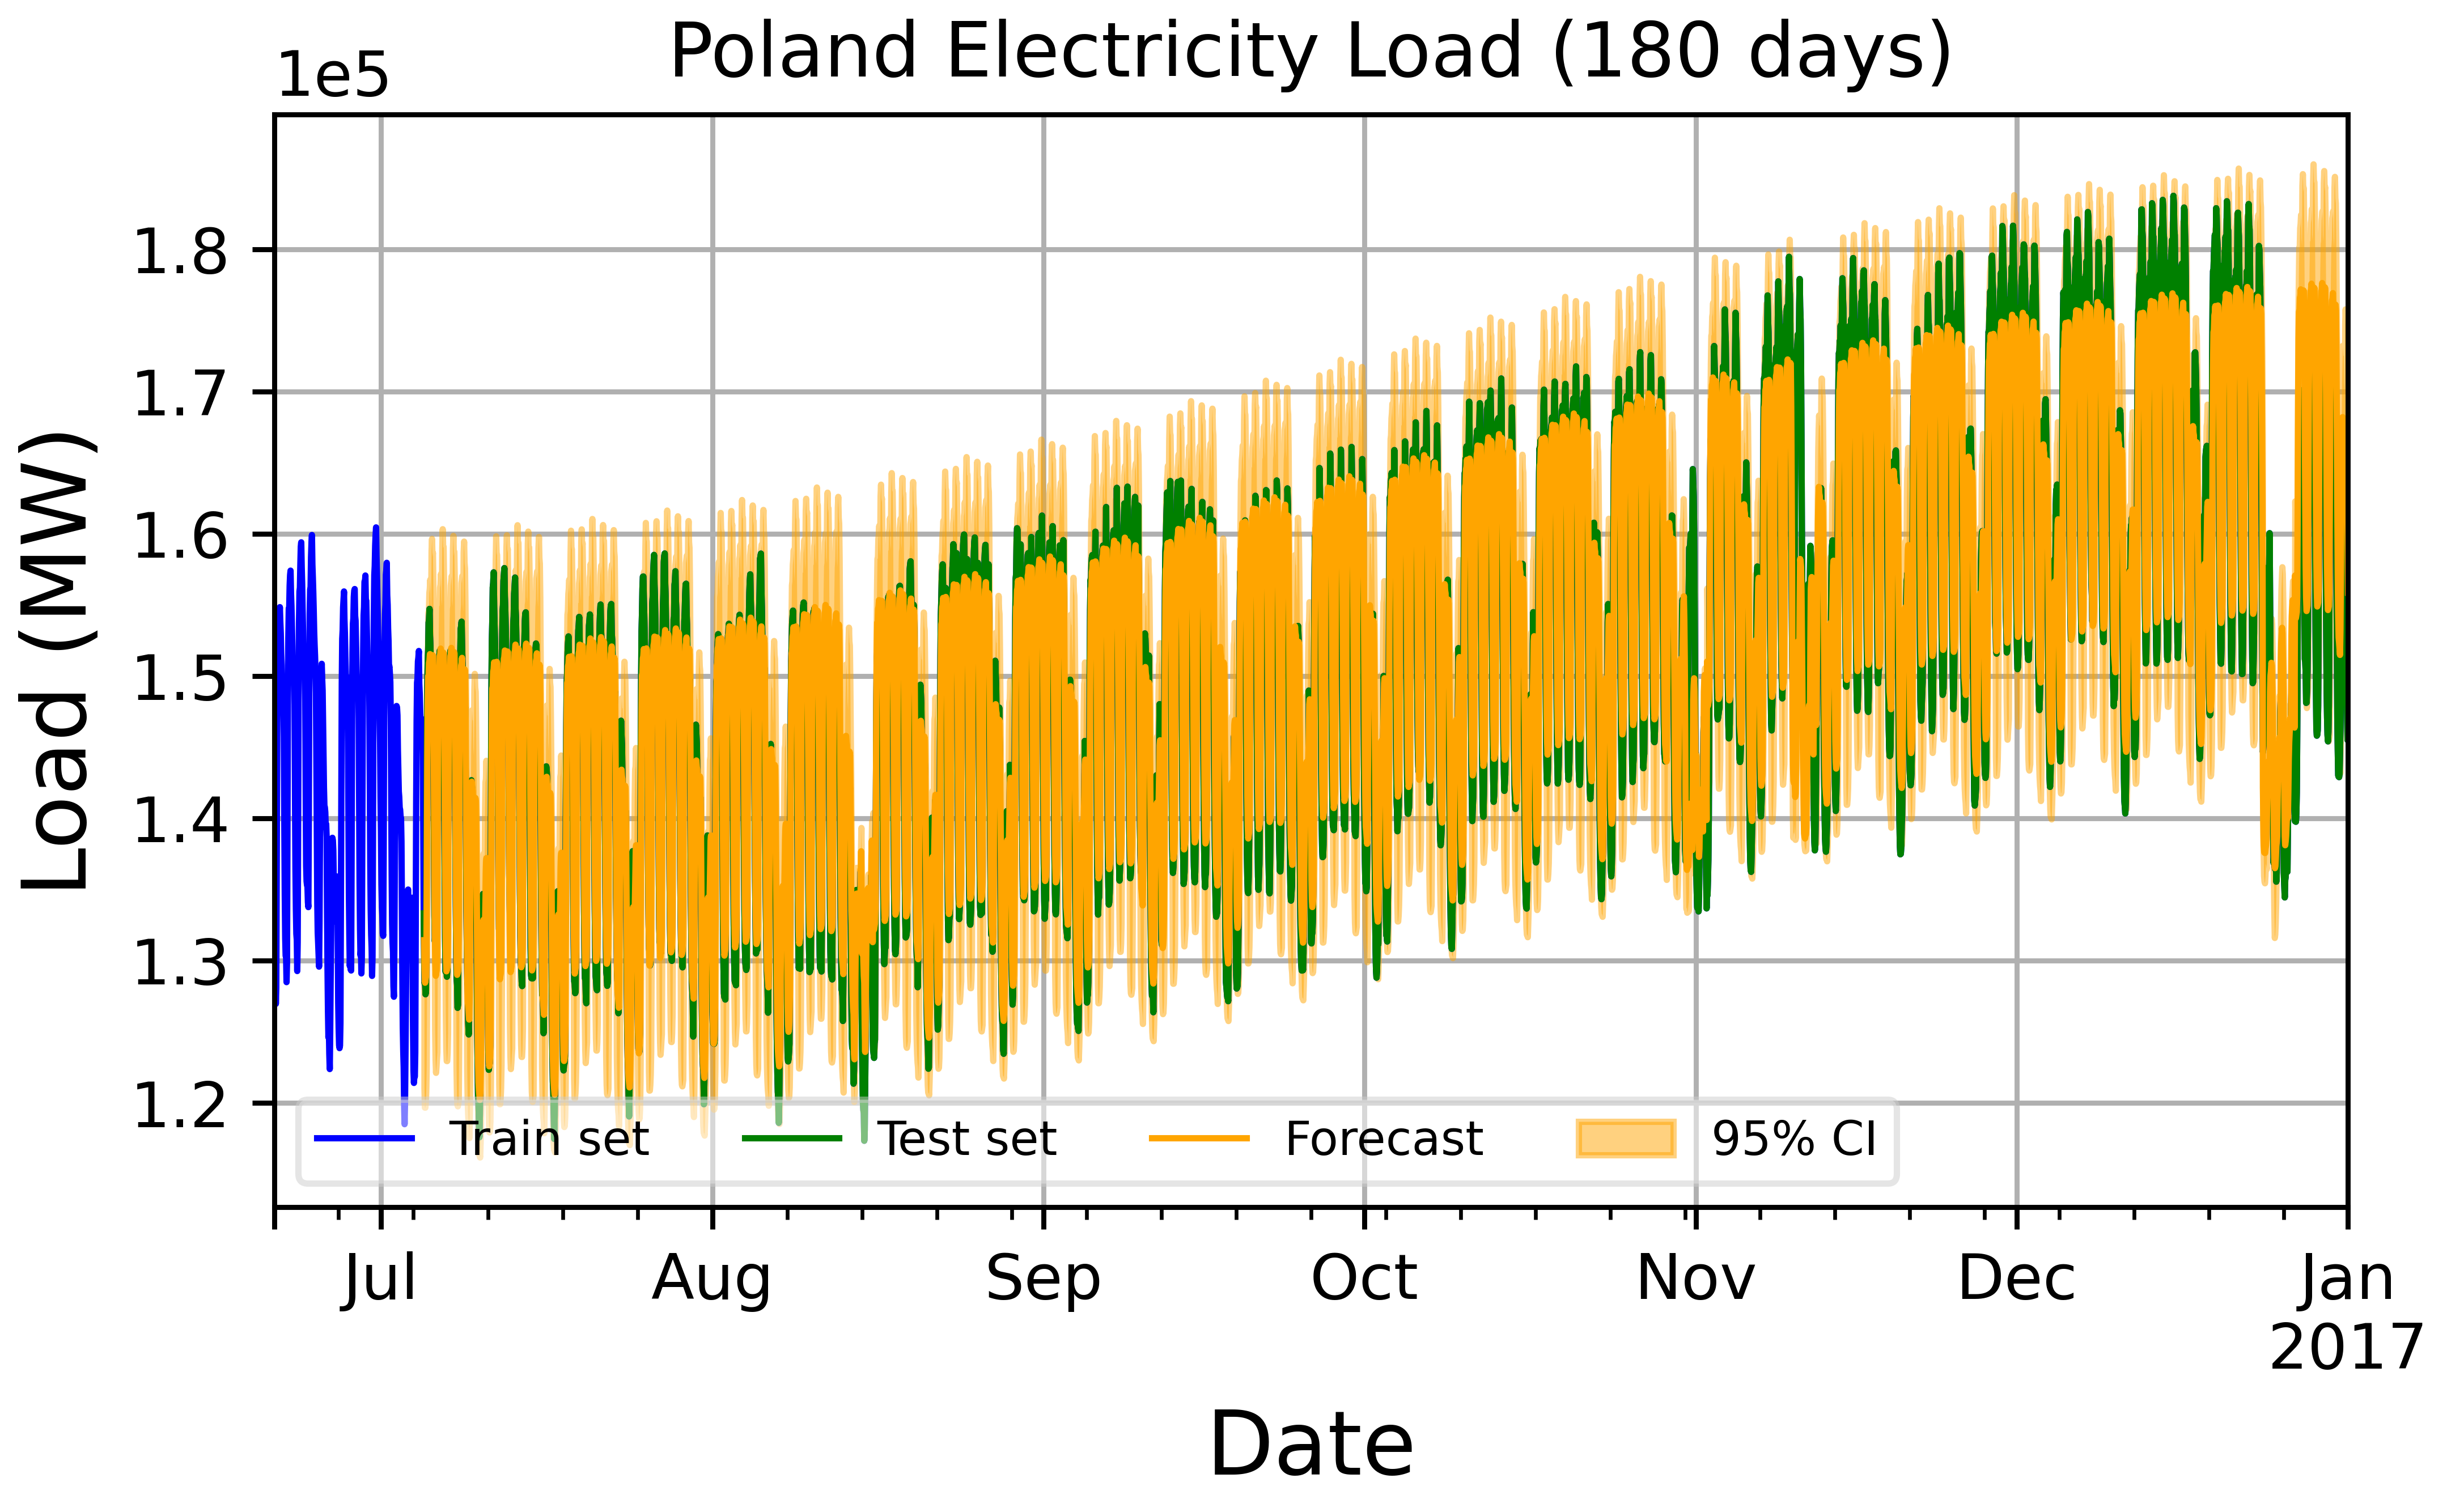 Poland Electricity Load (180 days)
1e5
1.8
1.7
1.6
1.5
1.4
1.3
1.2
Load (MW)
Train set Test set Forecast 95% CI
Jul Aug Sep Oct Nov Dec Jan
2017
Date